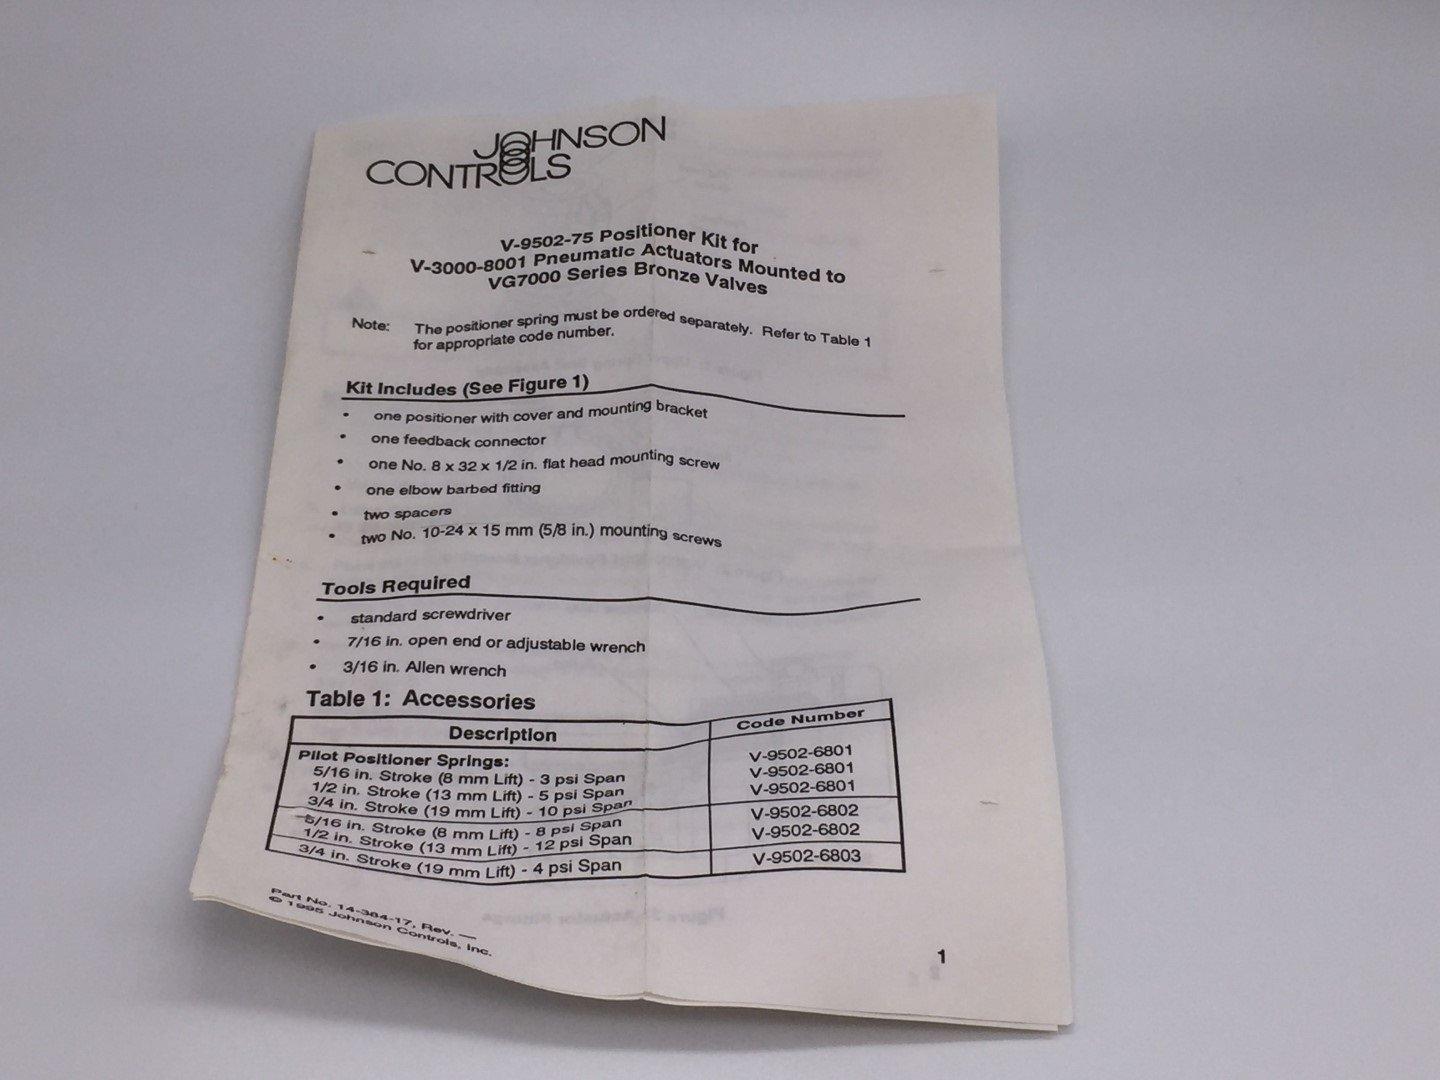 JOHNSON
CONTROLS
V-9502-75 Positioner Kit for
V-3000-8001 Pneumatic Actuators Mounted to
VG7000 Series Bronze Valves
Note: The positioner spring must be ordered separately. Refer to Table 1
for appropriate code number.
Kit Includes (See Figure 1)
• one positioner with cover and mounting bracket
• one feedback connector
• one No. 8 x 32 x 1/2 in. flat head mounting screw
• one elbow barbed fitting
• two spacers
• two No. 10-24 x 15 mm (5/8 in.) mounting screws
Tools Required
• standard screwdriver
• 7/16 in. open end or adjustable wrench
• 3/16 in. Allen wrench
Table 1: Accessories
Description Code Number
Pilot Positioner Springs:
5/16 in. Stroke (8 mm Lift) - 3 psi Span V-9502-6801
1/2 in. Stroke (13 mm Lift) - 5 psi Span V-9502-6801
3/4 in. Stroke (19 mm Lift) - 10 psi Span V-9502-6801
5/16 in. Stroke (8 mm Lift) - 8 psi Span V-9502-6802
1/2 in. Stroke (13 mm Lift) - 12 psi Span V-9502-6802
3/4 in. Stroke (19 mm Lift) - 4 psi Span V-9502-6803
Part No. 14-384-17, Rev. —
© 1995 Johnson Controls, Inc.
1